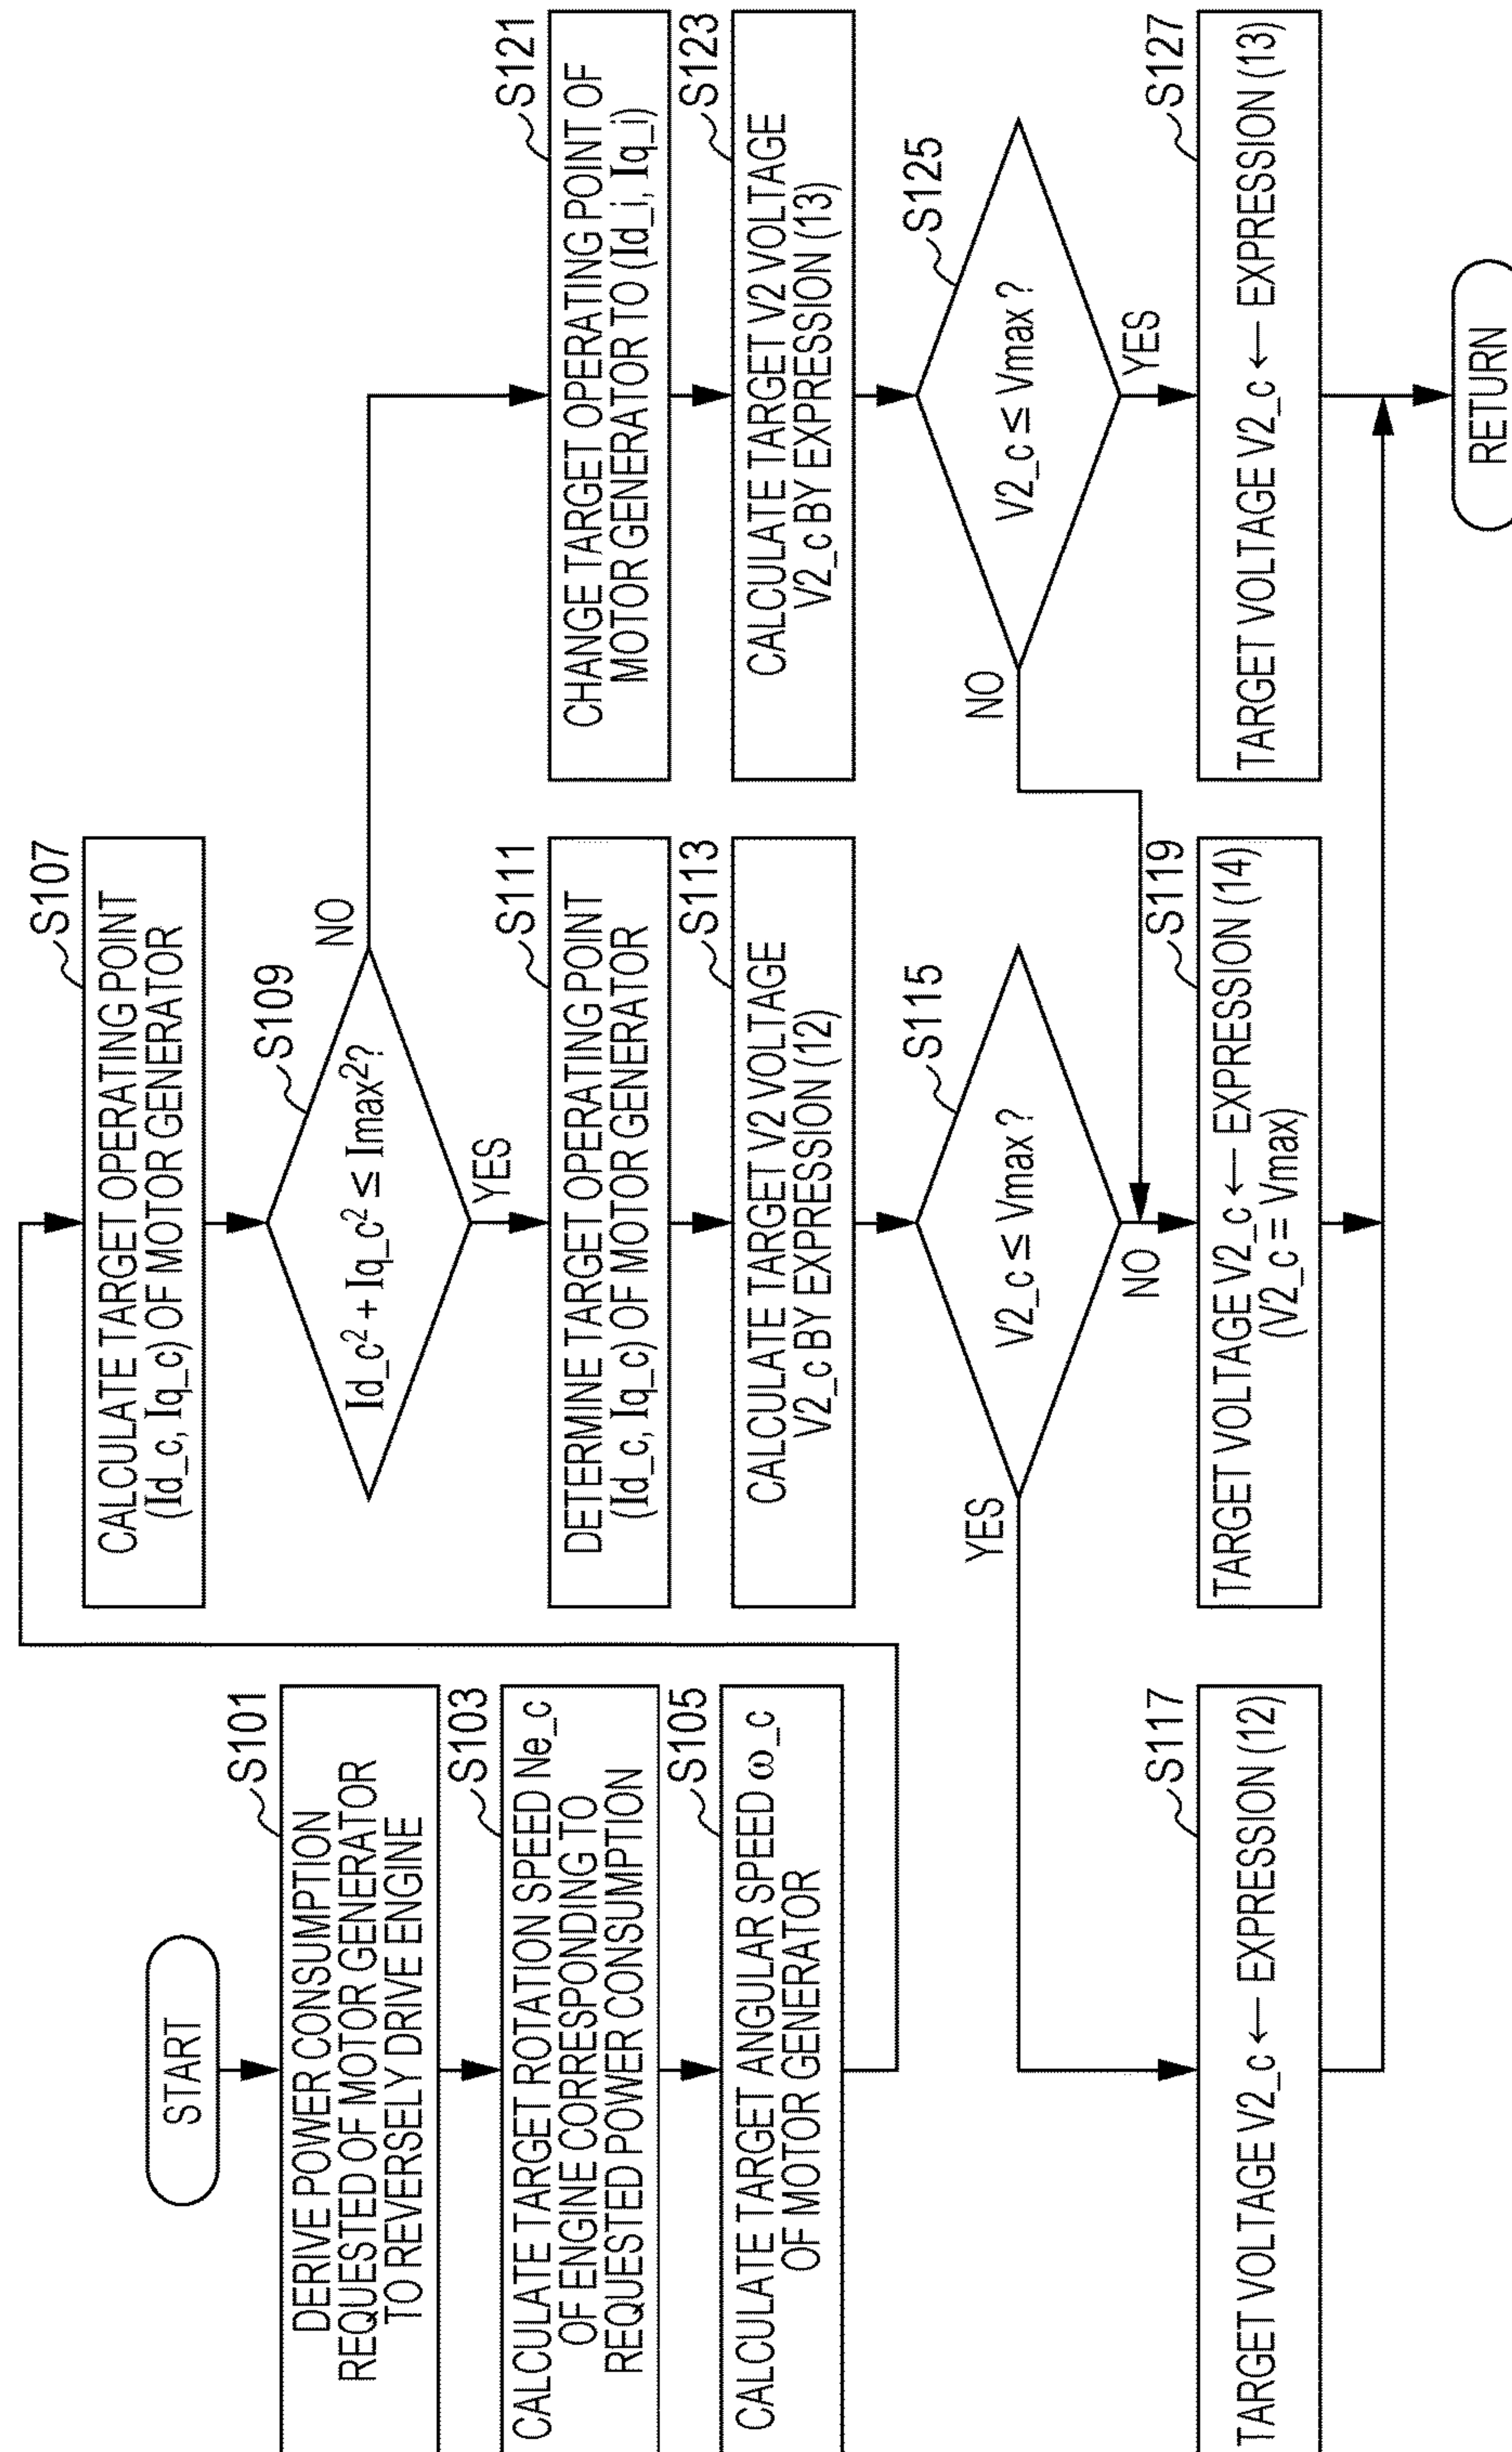 START
S101
DERIVE POWER CONSUMPTION
REQUESTED OF MOTOR GENERATOR
TO REVERSELY DRIVE ENGINE
S103
CALCULATE TARGET ROTATION SPEED Ne_c
OF ENGINE CORRESPONDING TO
REQUESTED POWER CONSUMPTION
S105
CALCULATE TARGET ANGULAR SPEED ω_c
OF MOTOR GENERATOR
S107
CALCULATE TARGET OPERATING POINT
(Id_c, Iq_c) OF MOTOR GENERATOR
S109
Id_c² + Iq_c² ≤ Imax²?
NO
YES
S111
DETERMINE TARGET OPERATING POINT
(Id_c, Iq_c) OF MOTOR GENERATOR
S113
CALCULATE TARGET V2 VOLTAGE
V2_c BY EXPRESSION (12)
S115
V2_c ≤ Vmax ?
YES
NO
S117
TARGET VOLTAGE V2_c ← EXPRESSION (12)
S119
TARGET VOLTAGE V2_c ← EXPRESSION (14)
(V2_c = Vmax)
S121
CHANGE TARGET OPERATING POINT OF
MOTOR GENERATOR TO (Id_i, Iq_i)
S123
CALCULATE TARGET V2 VOLTAGE
V2_c BY EXPRESSION (13)
S125
V2_c ≤ Vmax ?
NO
YES
S127
TARGET VOLTAGE V2_c ← EXPRESSION (13)
RETURN